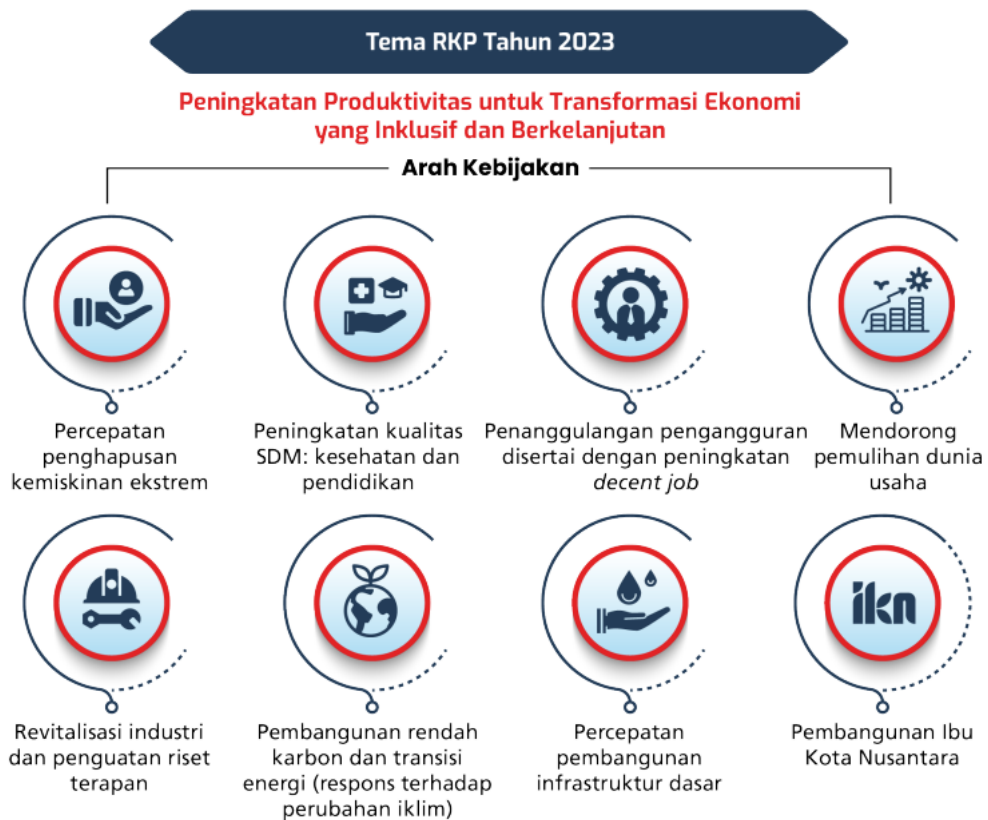 Tema RKP Tahun 2023
Peningkatan Produktivitas untuk Transformasi Ekonomi
yang Inklusif dan Berkelanjutan
Arah Kebijakan
Percepatan
penghapusan
kemiskinan ekstrem
Peningkatan kualitas
SDM: kesehatan dan
pendidikan
Penanggulangan pengangguran
disertai dengan peningkatan
decent job
Mendorong
pemulihan dunia
usaha
ikn
Revitalisasi industri
dan penguatan riset
terapan
Pembangunan rendah
karbon dan transisi
energi (respons terhadap
perubahan iklim)
Percepatan
pembangunan
infrastruktur dasar
Pembangunan Ibu
Kota Nusantara